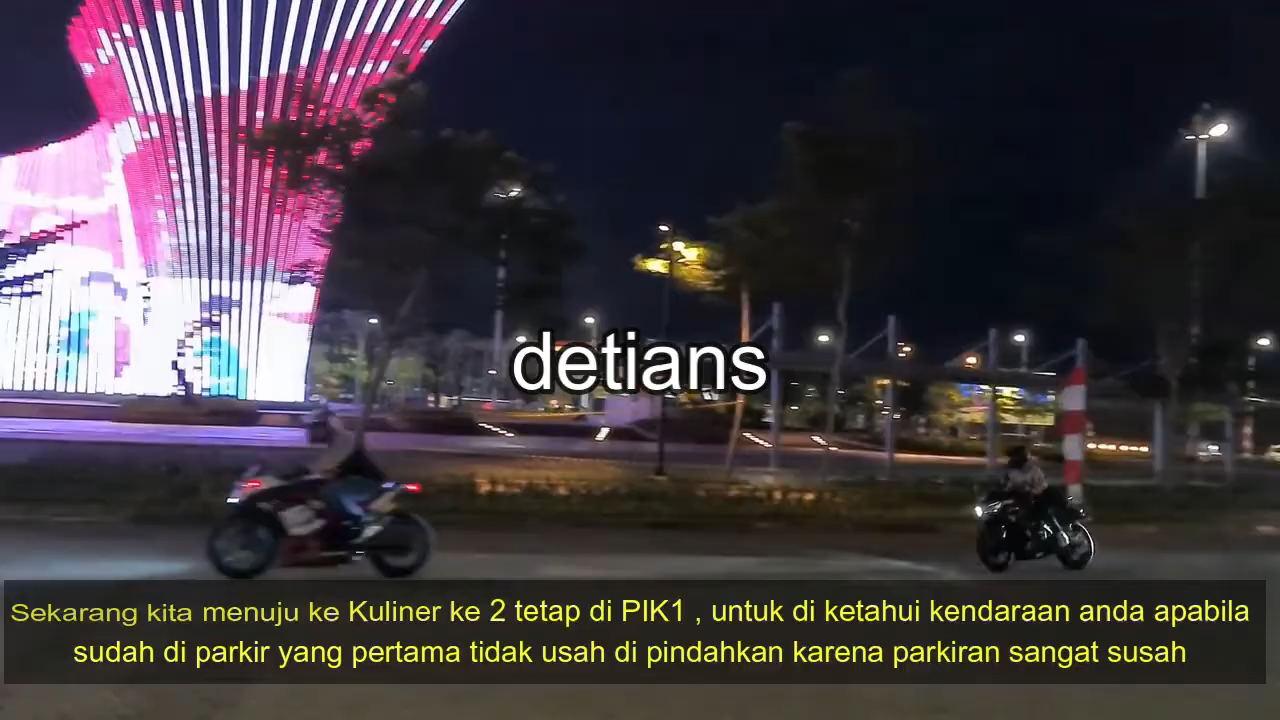 detians
Sekarang kita menuju ke Kuliner ke 2 tetap di PIK1 , untuk di ketahui kendaraan anda apabila
sudah di parkir yang pertama tidak usah di pindahkan karena parkiran sangat susah